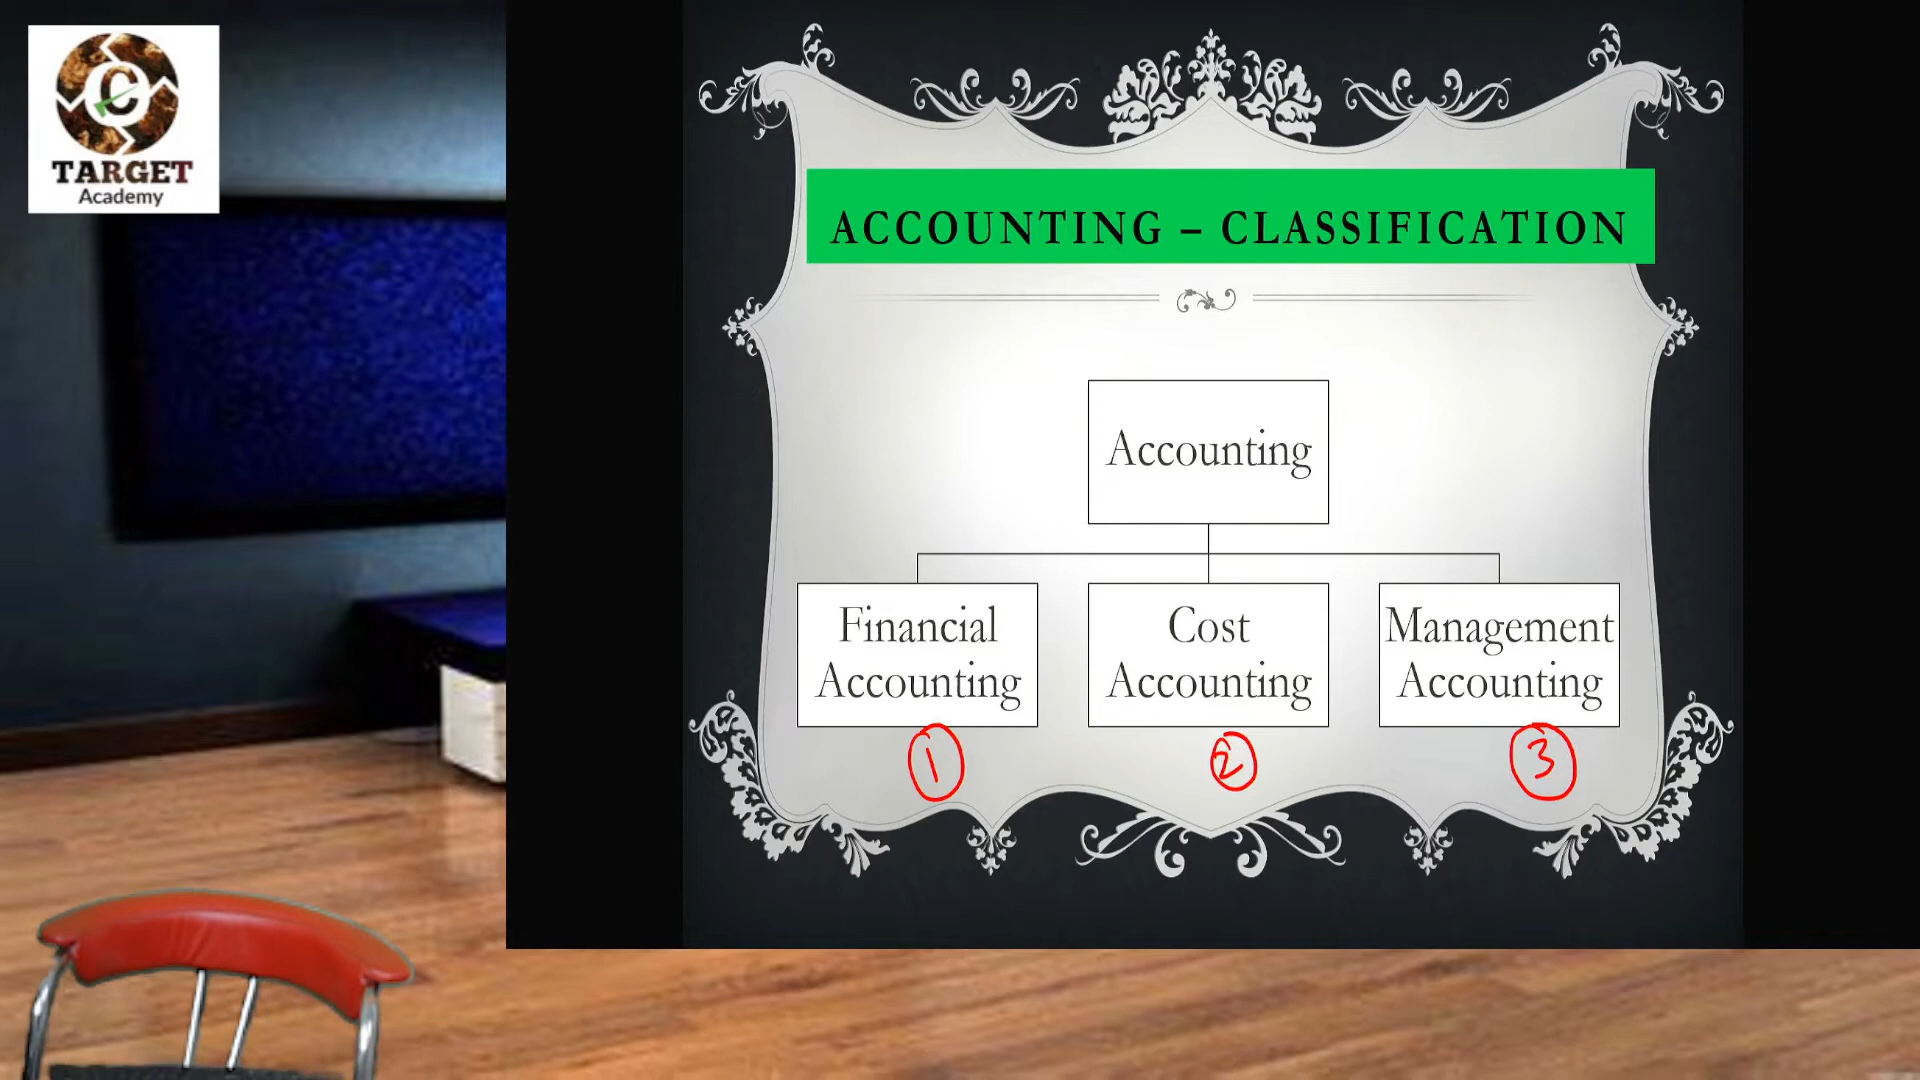 TARGET
Academy
ACCOUNTING – CLASSIFICATION
Accounting
Financial
Accounting
Cost
Accounting
Management
Accounting
1
2
3